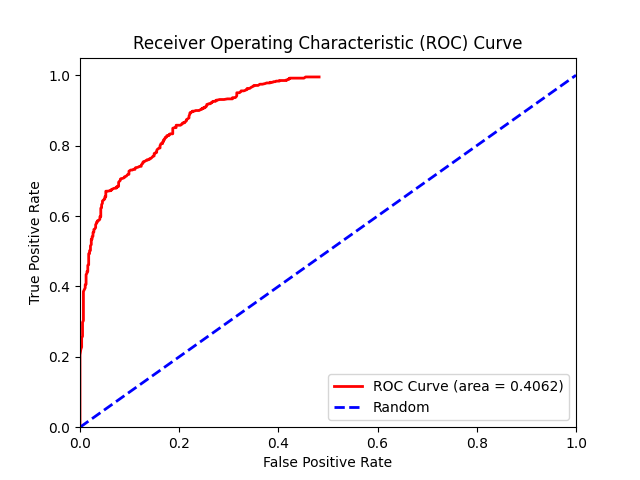 Receiver Operating Characteristic (ROC) Curve
1.0
0.8
0.6
0.4
0.2
0.0
True Positive Rate
ROC Curve (area = 0.4062)
Random
0.0 0.2 0.4 0.6 0.8 1.0
False Positive Rate